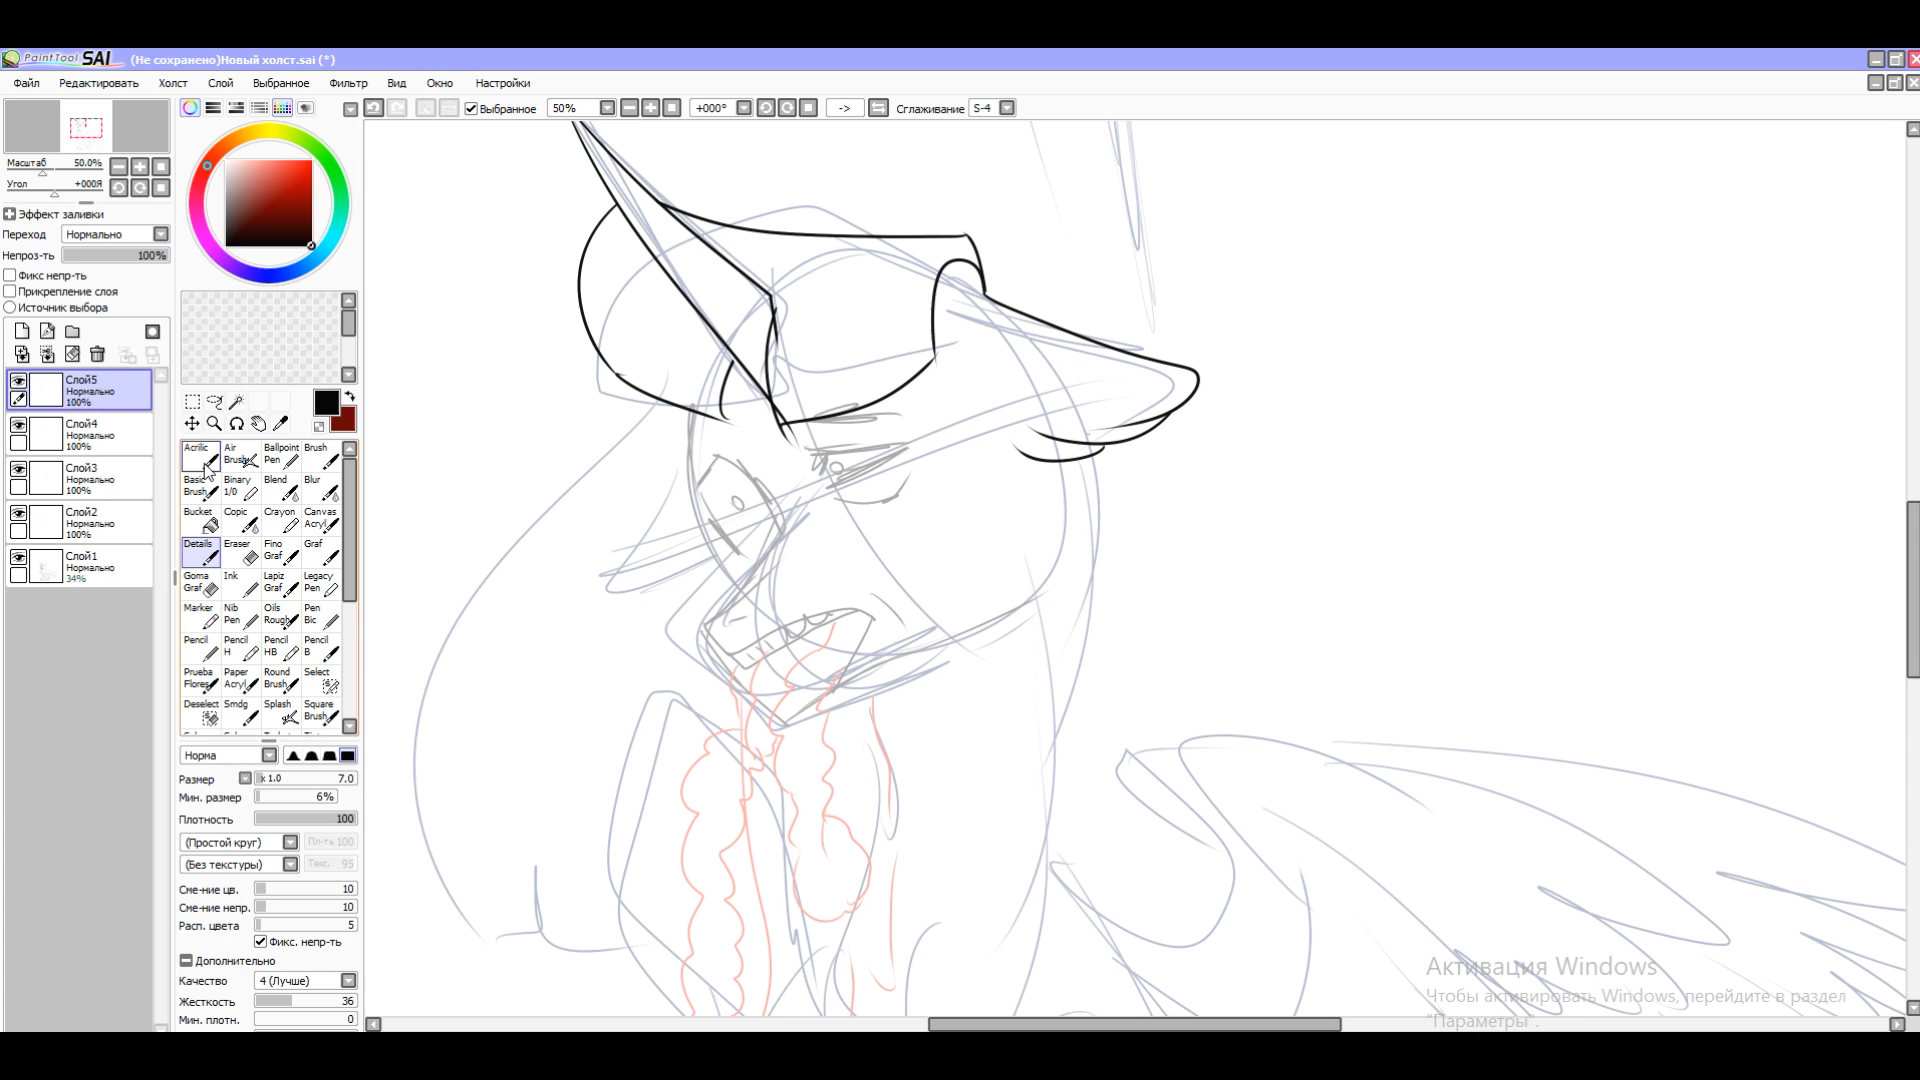 PaintTool SAI (Не сохранено)Новый холст.sai (*)
Файл Редактировать Холст Слой Выбранное Фильтр Вид Окно Настройки
Выбранное 50% +000° -> Сглаживание S-4
Масштаб 50.0%
Угол +000Я
Эффект заливки
Переход Нормально
Непроз-ть 100%
Фикс непр-ть
Прикрепление слоя
Источник выбора
Слой5
Нормально
100%
Слой4
Нормально
100%
Слой3
Нормально
100%
Слой2
Нормально
100%
Слой1
Нормально
34%
Acrilic Air Brush Ballpoint Pen Brush
Basic Brush Binary 1/0 Blend Blur
Bucket Copic Crayon Canvas Acryl
Details Eraser Fino Graf Graf
Goma Graf Ink Lapiz Graf Legacy Pen
Marker Nib Pen Oils Rough Pen Bic
Pencil Pencil H Pencil HB Pencil B
Prueba Flores Paper Acryl Round Brush Select
Deselect Smdg Splash Square Brush
Норма
Размер x 1.0 7.0
Мин. размер 6%
Плотность 100
(Простой круг) Пл-ть 100
(Без текстуры) Текс. 95
Сме-ние цв. 10
Сме-ние непр. 10
Расп. цвета 5
Фикс. непр-ть
Дополнительно
Качество 4 (Лучше)
Жесткость 36
Мин. плотн. 0
Активация Windows
Чтобы активировать Windows, перейдите в раздел
"Параметры".